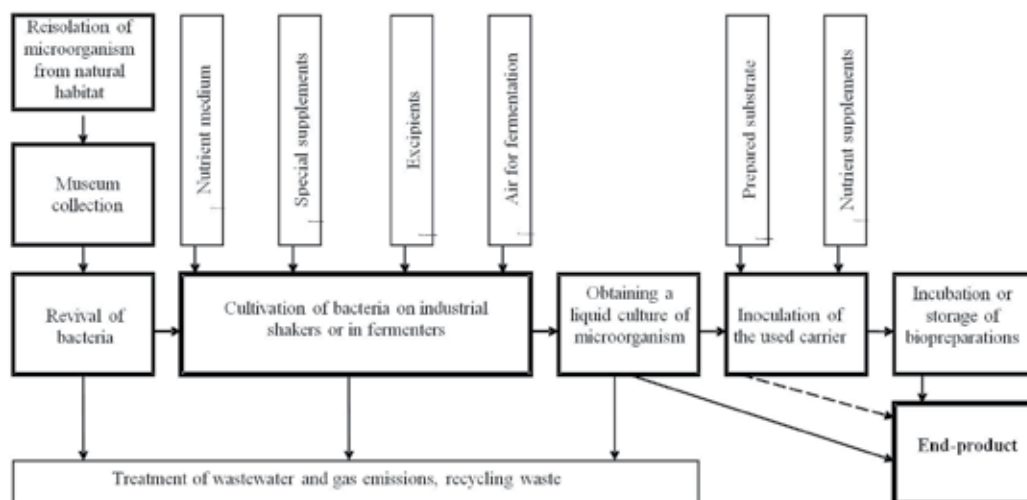 Reisolation of
microorganism
from natural
habitat
Museum
collection
Revival of
bacteria
Nutrient medium
Special supplements
Excipients
Air for fermentation
Cultivation of bacteria on industrial
shakers or in fermenters
Obtaining a
liquid culture of
microorganism
Prepared substrate
Nutrient supplements
Inoculation of
the used carrier
Incubation or
storage of
biopreparations
End-product
Treatment of wastewater and gas emissions, recycling waste